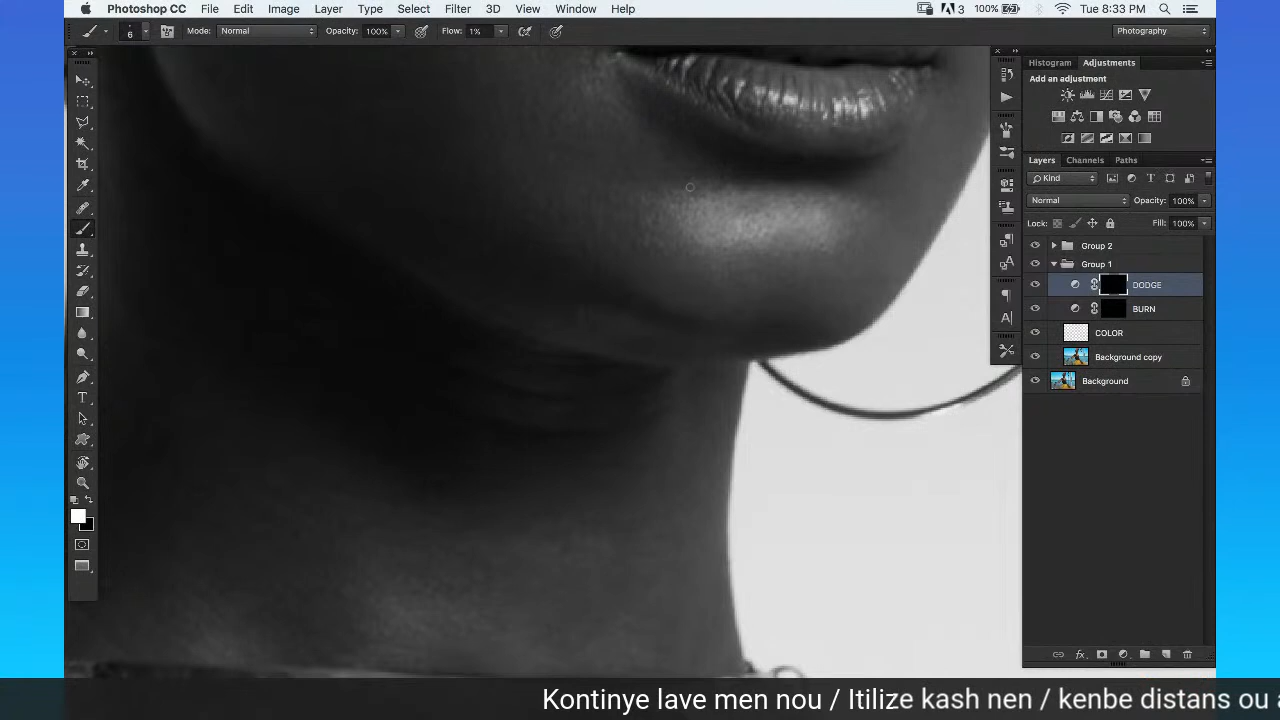 Photoshop CC File Edit Image Layer Type Select Filter 3D View Window Help 3 100% Tue 8:33 PM
6 Mode: Normal Opacity: 100% Flow: 1% Photography
Histogram Adjustments
Add an adjustment
Layers Channels Paths
Kind
Normal Opacity: 100%
Lock: Fill: 100%
Group 2
Group 1
DODGE
BURN
COLOR
Background copy
Background
Kontinye lave men nou / Itilize kash nen / kenbe distans ou a